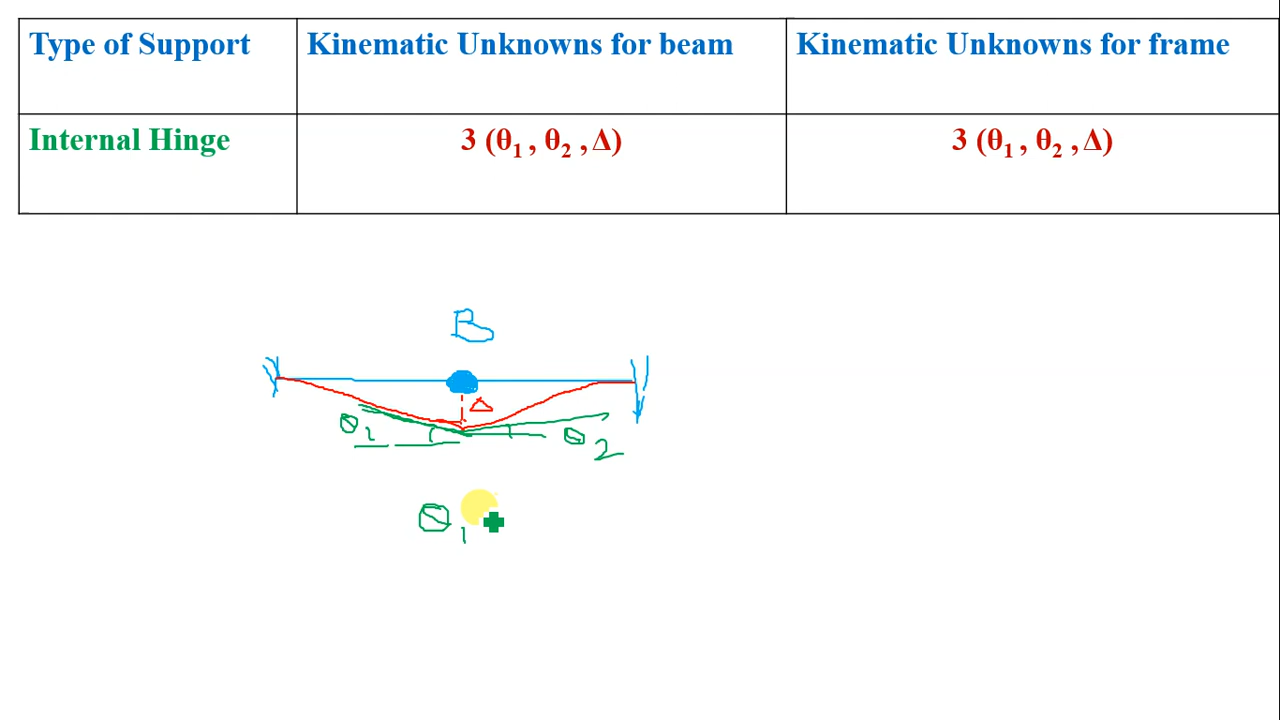 Type of Support
Kinematic Unknowns for beam
Kinematic Unknowns for frame
Internal Hinge
3 (θ₁ , θ₂ , Δ)
3 (θ₁ , θ₂ , Δ)
B
Δ
θ₁
θ₂
θ₁